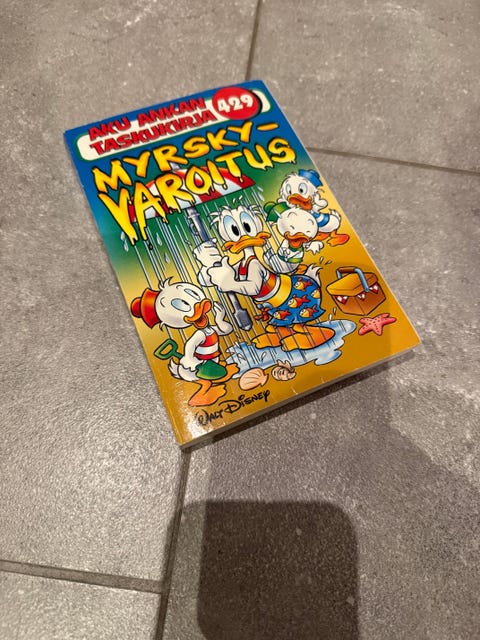 AKU ANKAN
TASKUKIRJA
429
MYRSKY-
VAROITUS
WALT DISNEY